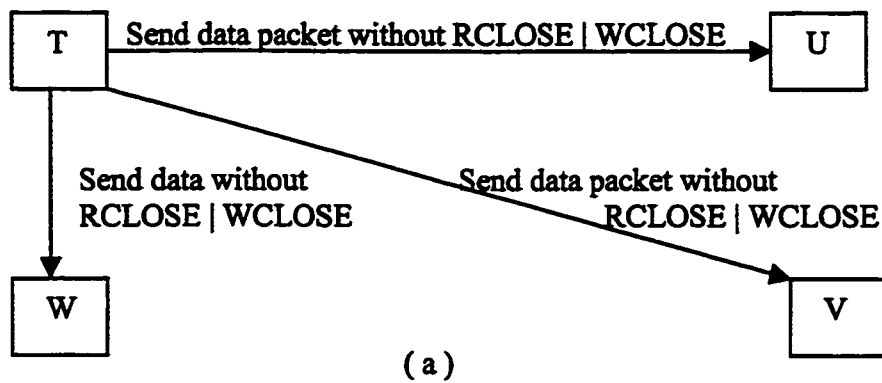 T
Send data packet without RCLOSE | WCLOSE
U
Send data without
RCLOSE | WCLOSE
Send data packet without
RCLOSE | WCLOSE
W
V
( a )